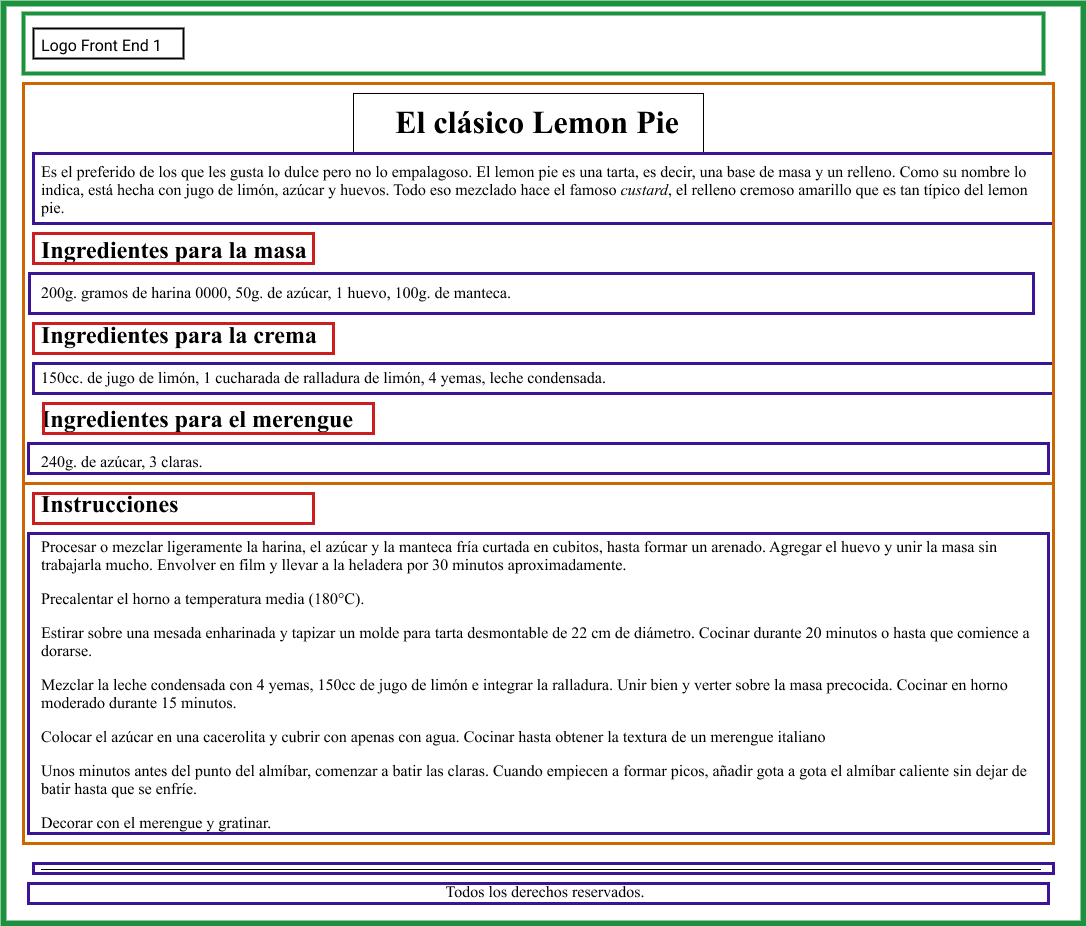 Logo Front End 1
El clásico Lemon Pie
Es el preferido de los que les gusta lo dulce pero no lo empalagoso. El lemon pie es una tarta, es decir, una base de masa y un relleno. Como su nombre lo
indica, está hecha con jugo de limón, azúcar y huevos. Todo eso mezclado hace el famoso custard, el relleno cremoso amarillo que es tan típico del lemon
pie.
Ingredientes para la masa
200g. gramos de harina 0000, 50g. de azúcar, 1 huevo, 100g. de manteca.
Ingredientes para la crema
150cc. de jugo de limón, 1 cucharada de ralladura de limón, 4 yemas, leche condensada.
Ingredientes para el merengue
240g. de azúcar, 3 claras.
Instrucciones
Procesar o mezclar ligeramente la harina, el azúcar y la manteca fría curtada en cubitos, hasta formar un arenado. Agregar el huevo y unir la masa sin
trabajarla mucho. Envolver en film y llevar a la heladera por 30 minutos aproximadamente.
Precalentar el horno a temperatura media (180°C).
Estirar sobre una mesada enharinada y tapizar un molde para tarta desmontable de 22 cm de diámetro. Cocinar durante 20 minutos o hasta que comience a
dorarse.
Mezclar la leche condensada con 4 yemas, 150cc de jugo de limón e integrar la ralladura. Unir bien y verter sobre la masa precocida. Cocinar en horno
moderado durante 15 minutos.
Colocar el azúcar en una cacerolita y cubrir con apenas con agua. Cocinar hasta obtener la textura de un merengue italiano
Unos minutos antes del punto del almíbar, comenzar a batir las claras. Cuando empiecen a formar picos, añadir gota a gota el almíbar caliente sin dejar de
batir hasta que se enfríe.
Decorar con el merengue y gratinar.
Todos los derechos reservados.